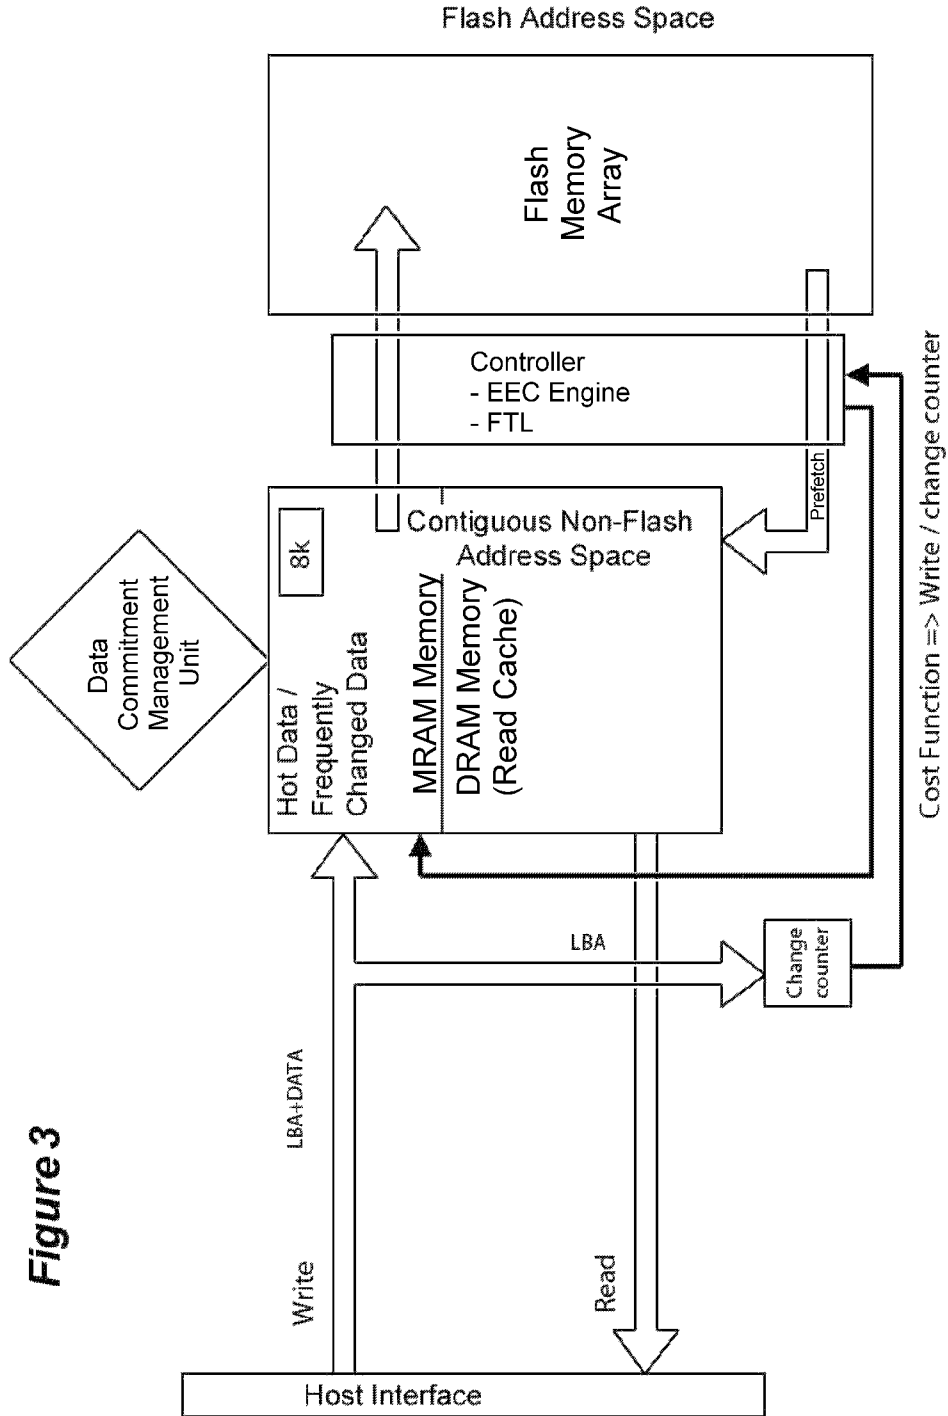 Flash Address Space
Flash
Memory
Array
Controller
- EEC Engine
- FTL
Prefetch
Cost Function => Write / change counter
8k
Contiguous Non-Flash
Address Space
Data
Commitment
Management
Unit
Hot Data /
Frequently
Changed Data
MRAM Memory
DRAM Memory
(Read Cache)
LBA
Change
counter
LBA+DATA
Figure 3
Write
Read
Host Interface